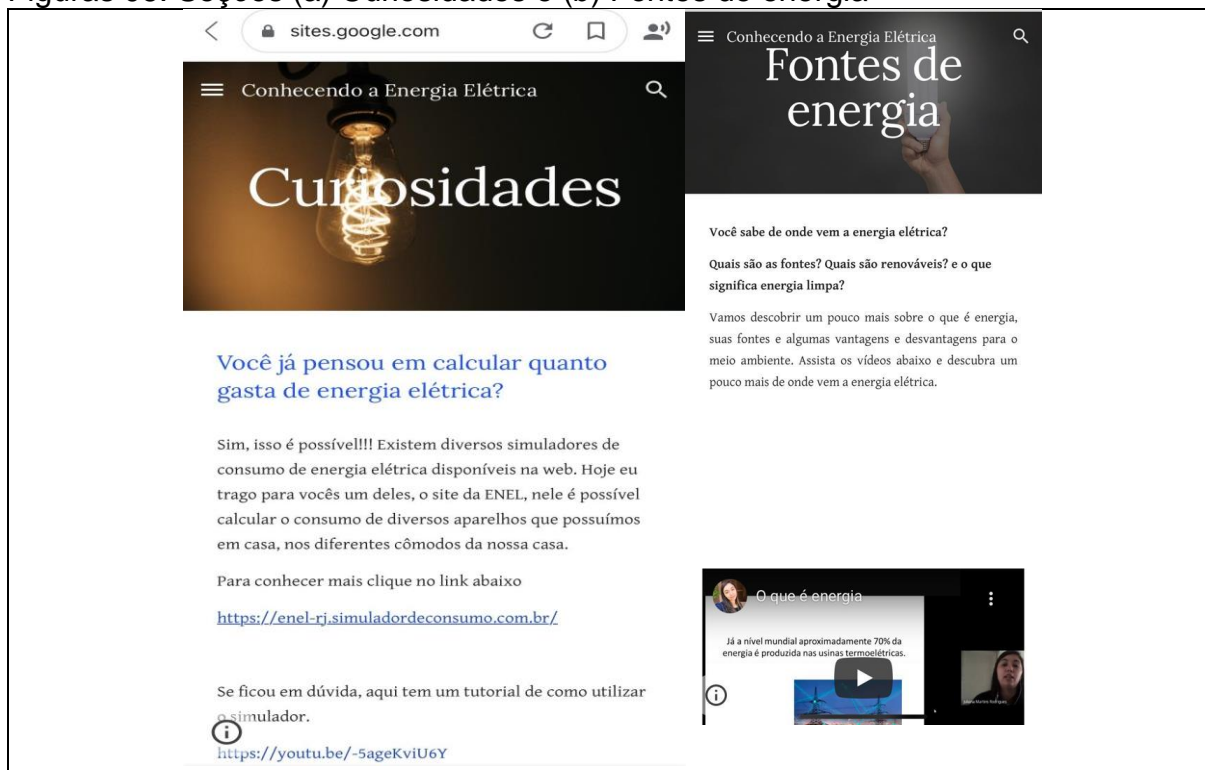 sites.google.com
Conhecendo a Energia Elétrica
Curiosidades
Você já pensou em calcular quanto
gasta de energia elétrica?
Sim, isso é possível!!! Existem diversos simuladores de
consumo de energia elétrica disponíveis na web. Hoje eu
trago para vocês um deles, o site da ENEL, nele é possível
calcular o consumo de diversos aparelhos que possuímos
em casa, nos diferentes cômodos da nossa casa.
Para conhecer mais clique no link abaixo
https://enel-rj.simuladordeconsumo.com.br/
Se ficou em dúvida, aqui tem um tutorial de como utilizar
o simulador.
https://youtu.be/-5ageKviU6Y
Conhecendo a Energia Elétrica
Fontes de
energia
Você sabe de onde vem a energia elétrica?
Quais são as fontes? Quais são renováveis? e o que
significa energia limpa?
Vamos descobrir um pouco mais sobre o que é energia,
suas fontes e algumas vantagens e desvantagens para o
meio ambiente. Assista os vídeos abaixo e descubra um
pouco mais de onde vem a energia elétrica.
O que é energia
Já a nível mundial aproximadamente 70% da
energia é produzida nas usinas termoelétricas.